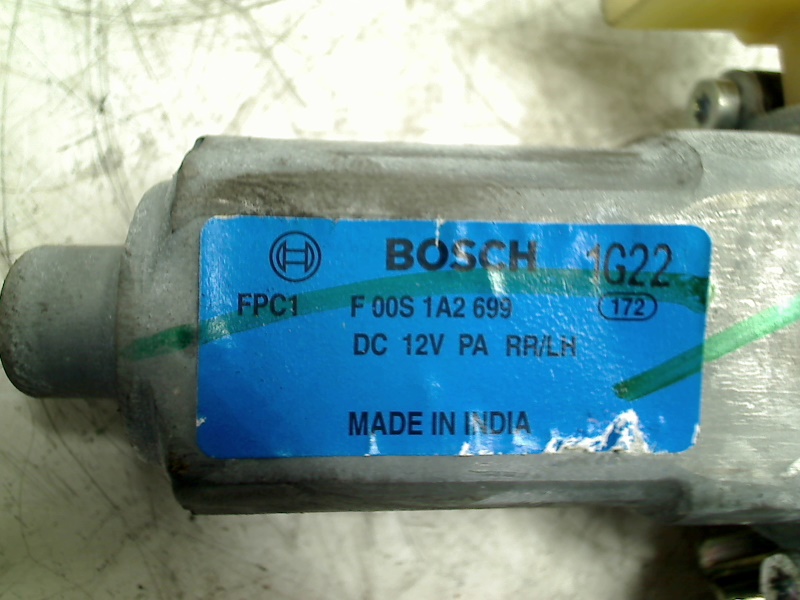 BOSCH 1G22
FPC1 F 00S 1A2 699 172
DC 12V PA RR/LH
MADE IN INDIA